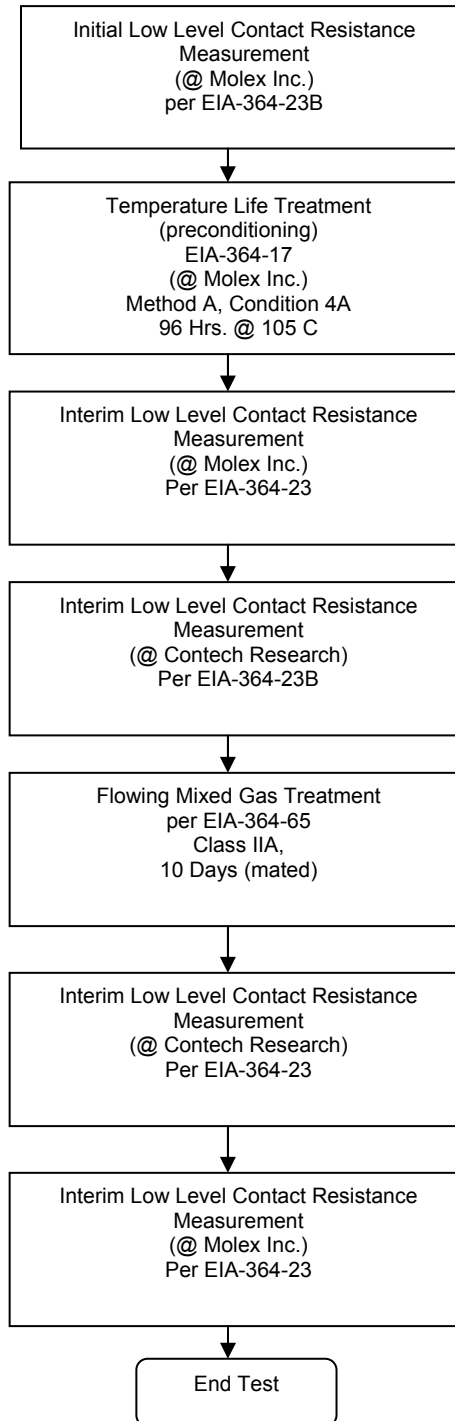 Initial Low Level Contact Resistance
Measurement
(@ Molex Inc.)
per EIA-364-23B
Temperature Life Treatment
(preconditioning)
EIA-364-17
(@ Molex Inc.)
Method A, Condition 4A
96 Hrs. @ 105 C
Interim Low Level Contact Resistance
Measurement
(@ Molex Inc.)
Per EIA-364-23
Interim Low Level Contact Resistance
Measurement
(@ Contech Research)
Per EIA-364-23B
Flowing Mixed Gas Treatment
per EIA-364-65
Class IIA,
10 Days (mated)
Interim Low Level Contact Resistance
Measurement
(@ Contech Research)
Per EIA-364-23
Interim Low Level Contact Resistance
Measurement
(@ Molex Inc.)
Per EIA-364-23
End Test